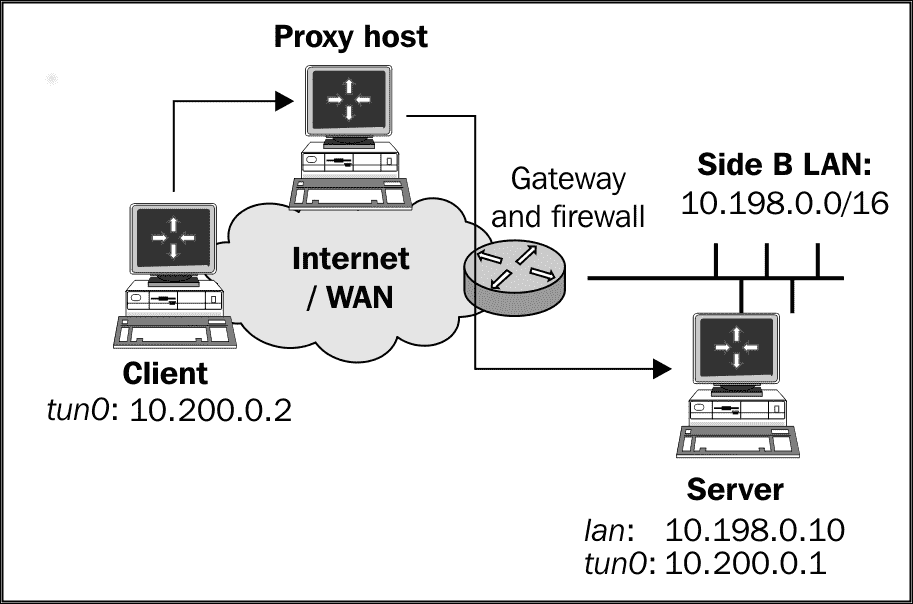 Proxy host
Gateway
and firewall
Side B LAN:
10.198.0.0/16
Internet
/ WAN
Client
tun0: 10.200.0.2
Server
lan: 10.198.0.10
tun0: 10.200.0.1